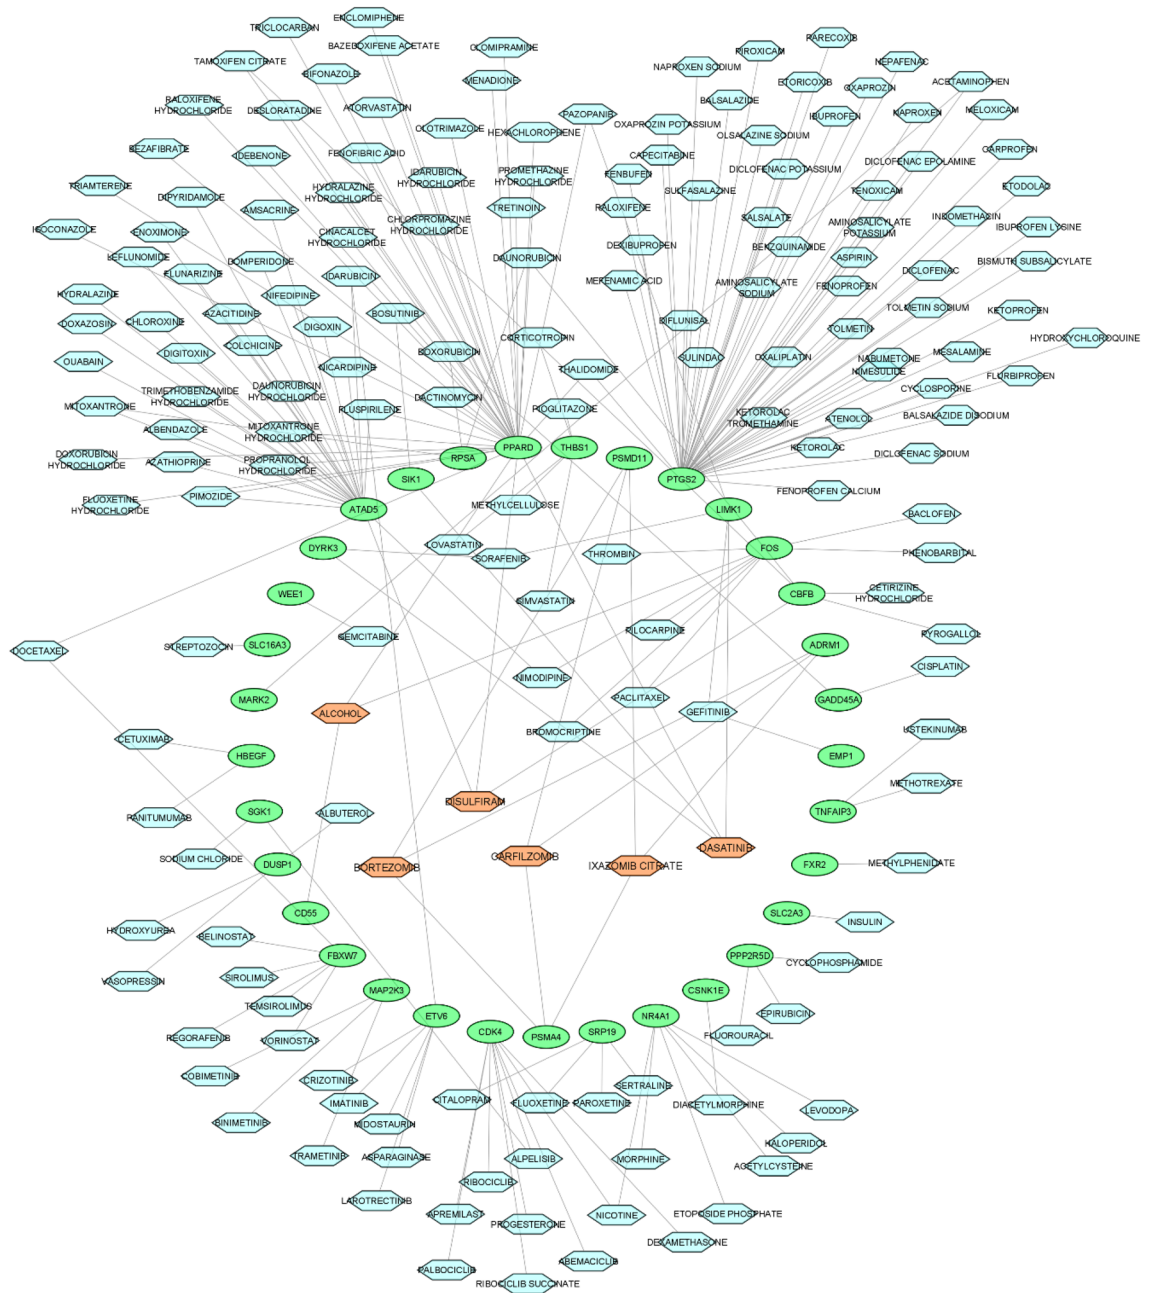 ENCLOMIPHENE
TRICLOCARBAN
BAZEDOXIFENE ACETATE
CLOMIPRAMINE
PIROXICAM
PARECOXIB
TAMOXIFEN CITRATE
BIFONAZOLE
MENADIONE
NAPROXEN SODIUM
ETORICOXIB
NEPAFENAC
OXAPROZIN
ACETAMINOPHEN
RALOXIFENE
HYDROCHLORIDE
DESLORATADINE
ATORVASTATIN
PAZOPANIB
BALSALAZIDE
IBUPROFEN
NAPROXEN
MELOXICAM
CLOTRIMAZOLE
HEXACHLOROPHENE
OXAPROZIN POTASSIUM
OLSALAZINE SODIUM
BEZAFIBRATE
IDEBENONE
FENOFIBRIC ACID
CAPECITABINE
DICLOFENAC POTASSIUM
DICLOFENAC EPOLAMINE
CARPROFEN
TRIAMTERENE
DIPYRIDAMOLE
HYDRALAZINE
HYDROCHLORIDE
IDARUBICIN
HYDROCHLORIDE
PROMETHAZINE
HYDROCHLORIDE
FENBUFEN
SULFASALAZINE
TENOXICAM
ETODOLAC
AMSACRINE
TRETINOIN
RALOXIFENE
SALSALATE
AMINOSALICYLATE
POTASSIUM
INDOMETHACIN
IBUPROFEN LYSINE
ISOCONAZOLE
ENOXIMONE
CINACALCET
HYDROCHLORIDE
CHLORPROMAZINE
HYDROCHLORIDE
DEXIBUPROFEN
BENZQUINAMIDE
LEFLUNOMIDE
FLUNARIZINE
DOMPERIDONE
IDARUBICIN
DAUNORUBICIN
MEFENAMIC ACID
AMINOSALICYLATE
SODIUM
ASPIRIN
FENOPROFEN
DICLOFENAC
BISMUTH SUBSALICYLATE
HYDRALAZINE
NIFEDIPINE
BOSUTINIB
DIFLUNISAL
TOLMETIN
TOLMETIN SODIUM
KETOPROFEN
DOXAZOSIN
CHLOROXINE
AZACITIDINE
DIGOXIN
CORTICOTROPIN
HYDROXYCHLOROQUINE
OUABAIN
DIGITOXIN
COLCHICINE
NICARDIPINE
DOXORUBICIN
THALIDOMIDE
SULINDAC
OXALIPLATIN
NABUMETONE
NIMESULIDE
MESALAMINE
FLURBIPROFEN
MITOXANTRONE
TRIMETHOBENZAMIDE
HYDROCHLORIDE
DAUNORUBICIN
HYDROCHLORIDE
FLUSPIRILENE
DACTINOMYCIN
PIOGLITAZONE
KETOROLAC
TROMETHAMINE
ATENOLOL
CYCLOSPORINE
BALSALAZIDE DISODIUM
ALBENDAZOLE
MITOXANTRONE
HYDROCHLORIDE
DOXORUBICIN
HYDROCHLORIDE
AZATHIOPRINE
PROPRANOLOL
HYDROCHLORIDE
SIK1
RPSA
PPARD
THBS1
PSMD11
PTGS2
KETOROLAC
DICLOFENAC SODIUM
FLUOXETINE
HYDROCHLORIDE
PIMOZIDE
ATAD5
METHYLCELLULOSE
LIMK1
FENOPROFEN CALCIUM
BACLOFEN
DYRK3
LOVASTATIN
SORAFENIB
THROMBIN
FOS
PHENOBARBITAL
WEE1
SIMVASTATIN
CBFB
CETIRIZINE
HYDROCHLORIDE
DOCETAXEL
STREPTOZOCIN
SLC16A3
GEMCITABINE
PILOCARPINE
ADRM1
PYROGALLOL
MARK2
ALCOHOL
NIMODIPINE
PACLITAXEL
GEFITINIB
GADD45A
CISPLATIN
CETUXIMAB
HBEGF
BROMOCRIPTINE
EMP1
USTEKINUMAB
PANITUMUMAB
SGK1
ALBUTEROL
DISULFIRAM
TNFAIP3
METHOTREXATE
SODIUM CHLORIDE
DUSP1
BORTEZOMIB
CARFILZOMIB
IXAZOMIB CITRATE
DASATINIB
FXR2
METHYLPHENIDATE
HYDROXYUREA
CD55
SLC2A3
INSULIN
VASOPRESSIN
BELINOSTAT
FBXW7
PPP2R5D
CYCLOPHOSPHAMIDE
SIROLIMUS
MAP2K3
CSNK1E
TEMSIROLIMUS
ETV6
CDK4
PSMA4
SRP19
NR4A1
EPIRUBICIN
REGORAFENIB
VORINOSTAT
FLUOROURACIL
COBIMETINIB
CRIZOTINIB
SERTRALINE
BINIMETINIB
IMATINIB
CITALOPRAM
FLUOXETINE
PAROXETINE
DIACETYLMORPHINE
LEVODOPA
MIDOSTAURIN
TRAMETINIB
ASPARAGINASE
ALPELISIB
MORPHINE
HALOPERIDOL
ACETYLCYSTEINE
LAROTRECTINIB
RIBOCICLIB
APREMILAST
PROGESTERONE
NICOTINE
ETOPOSIDE PHOSPHATE
DEXAMETHASONE
PALBOCICLIB
RIBOCICLIB SUCCINATE
ABEMACICLIB